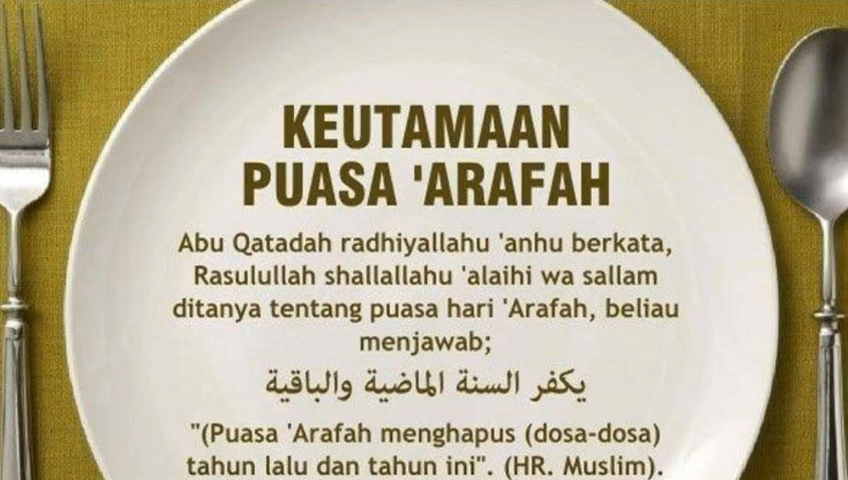 KEUTAMAAN
PUASA 'ARAFAH
Abu Qatadah radhiyallahu 'anhu berkata,
Rasulullah shallallahu 'alaihi wa sallam
ditanya tentang puasa hari 'Arafah, beliau
menjawab;
يكفر السنة الماضية والباقية
"(Puasa 'Arafah menghapus (dosa-dosa)
tahun lalu dan tahun ini". (HR. Muslim).